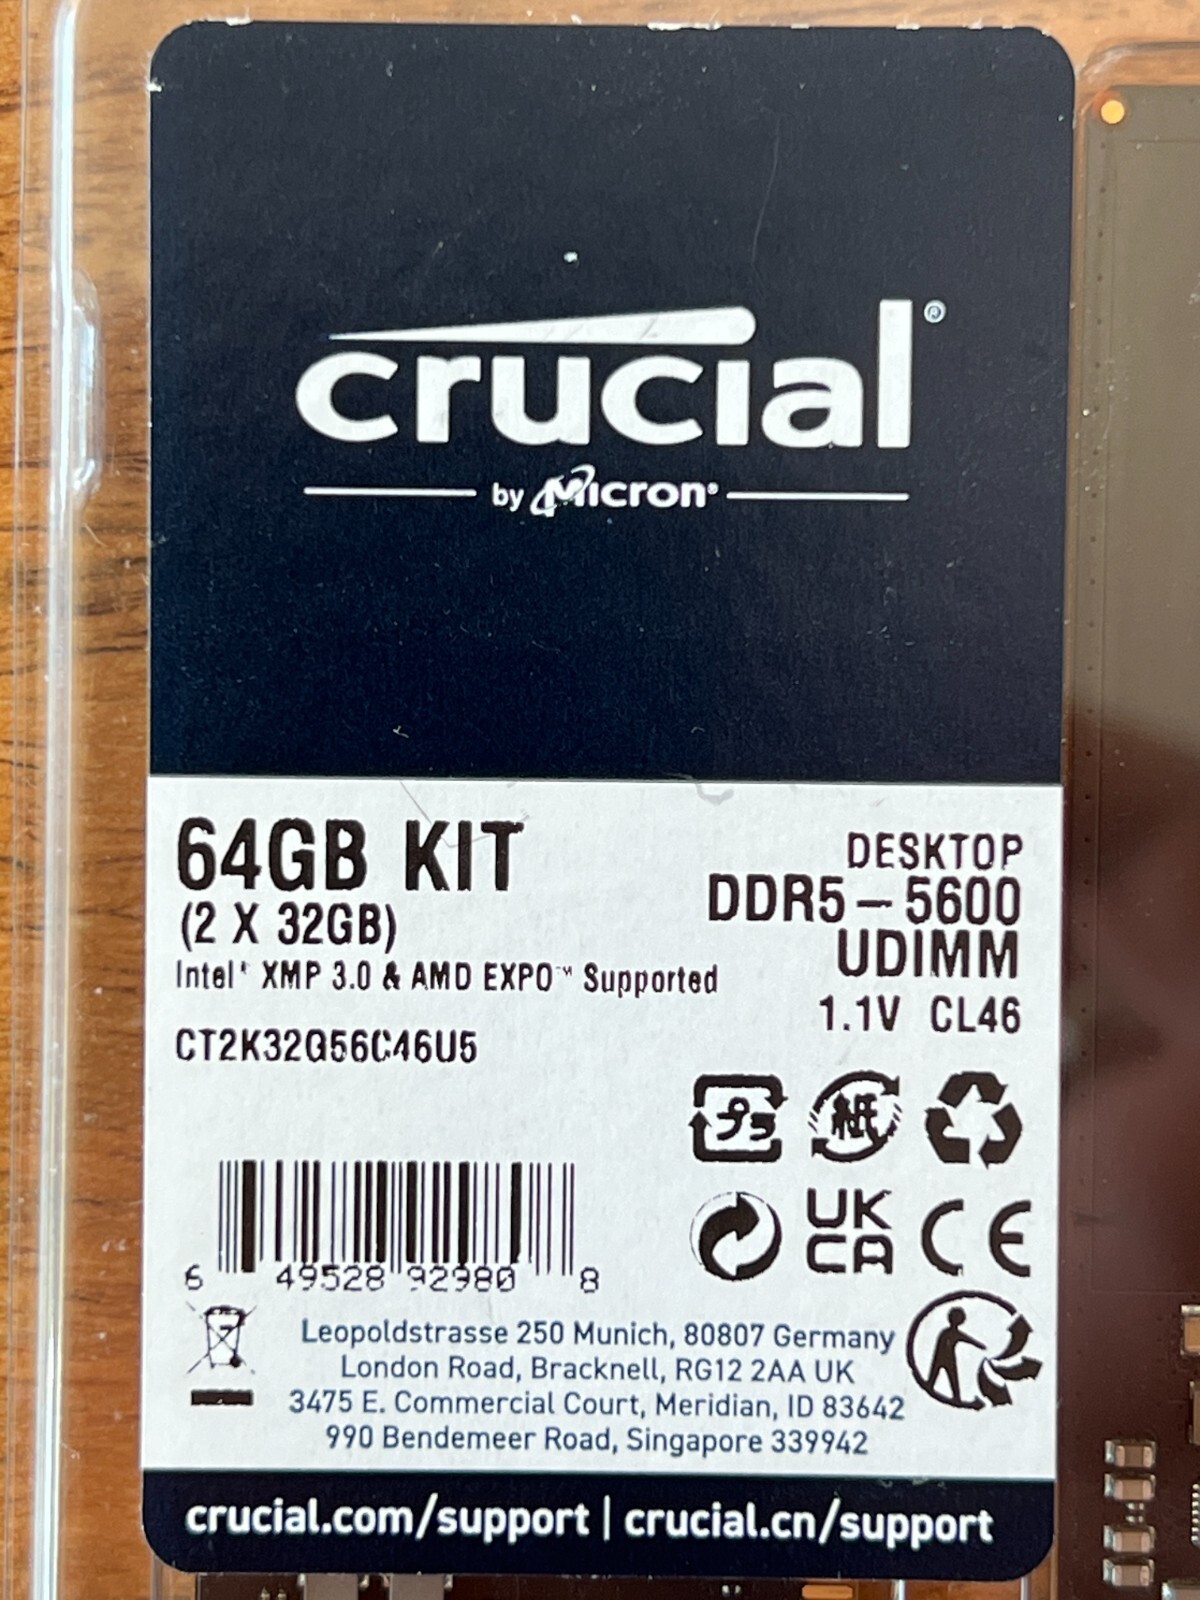 crucial®
by Micron®
64GB KIT
(2 X 32GB)
Intel® XMP 3.0 & AMD EXPO™ Supported
CT2K32G56C46U5
DESKTOP
DDR5-5600
UDIMM
1.1V CL46
プラ
紙
UK
CA
CE
6 49528 92980 8
Leopoldstrasse 250 Munich, 80807 Germany
London Road, Bracknell, RG12 2AA UK
3475 E. Commercial Court, Meridian, ID 83642
990 Bendemeer Road, Singapore 339942
crucial.com/support | crucial.cn/support